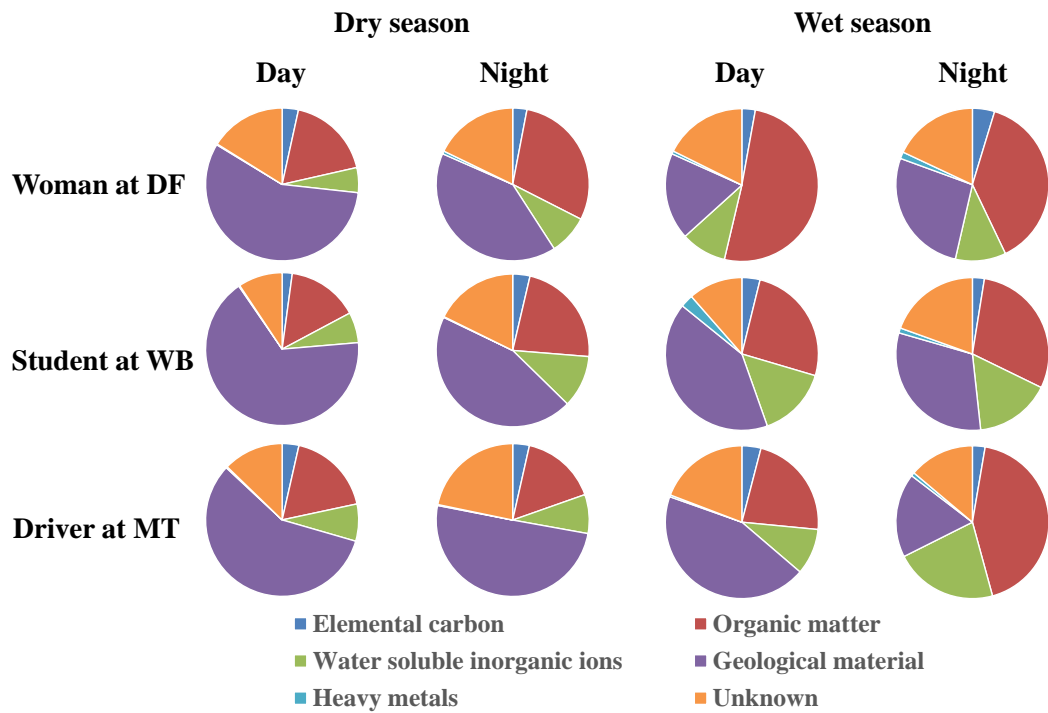 Dry season Wet season
Day Night Day Night
Woman at DF
Student at WB
Driver at MT
Elemental carbon Organic matter
Water soluble inorganic ions Geological material
Heavy metals Unknown